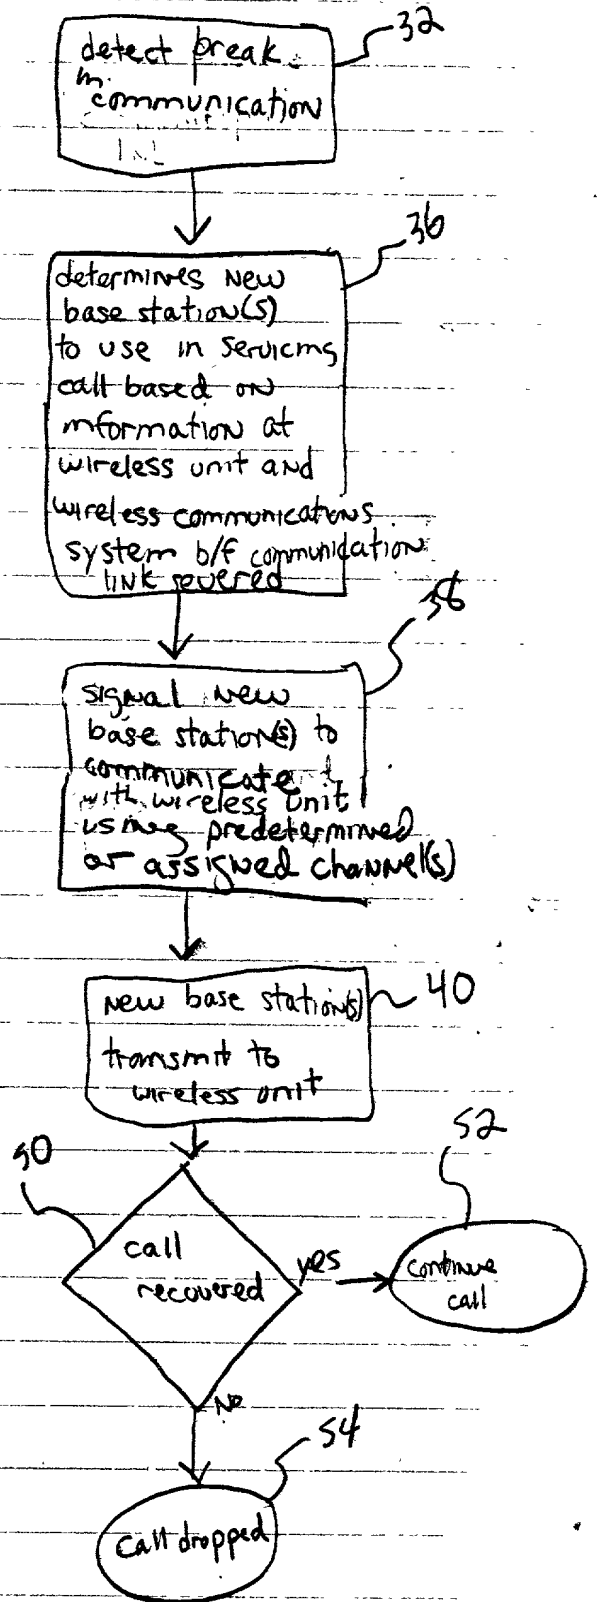 32
detect break
in
communication
36
determines new
base station(s)
to use in servicing
call based on
information at
wireless unit and
wireless communications
system b/f communication
link severed
38
signal new
base station(s) to
communicate
with wireless unit
using predetermined
or assigned channel(s)
40
new base station(s)
transmit to
wireless unit
50
call
recovered
yes
52
continue
call
No
54
call dropped